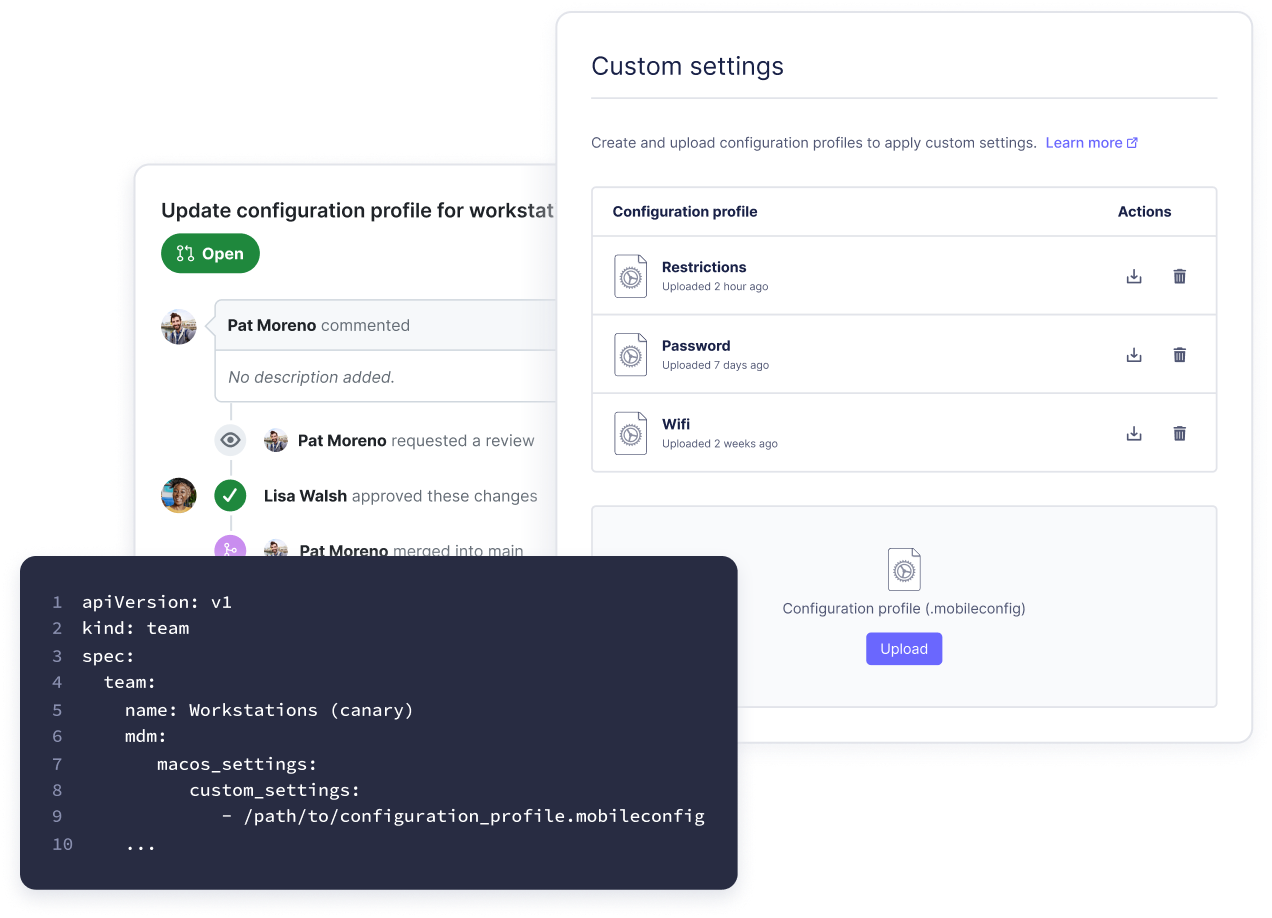 Custom settings
Create and upload configuration profiles to apply custom settings. Learn more
Configuration profile Actions
Restrictions
Uploaded 2 hour ago
Password
Uploaded 7 days ago
Wifi
Uploaded 2 weeks ago
Configuration profile (.mobileconfig)
Upload
Update configuration profile for workstat
Open
Pat Moreno commented
No description added.
Pat Moreno requested a review
Lisa Walsh approved these changes
Pat Moreno merged into main
1 apiVersion: v1
2 kind: team
3 spec:
4 team:
5 name: Workstations (canary)
6 mdm:
7 macos_settings:
8 custom_settings:
9 - /path/to/configuration_profile.mobileconfig
10 ...